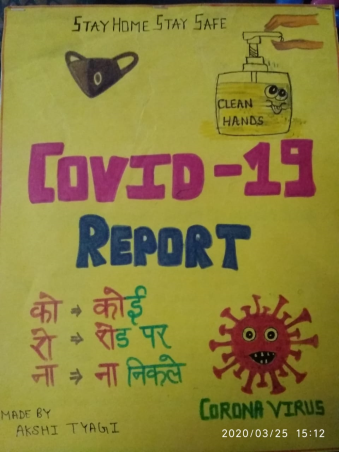 STAY HOME STAY SAFE
CLEAN
HANDS
COVID-19
REPORT
को → कोई
रो → रोड पर
ना → ना निकले
CORONA VIRUS
MADE BY
AKSHI TYAGI
2020/03/25 15:12